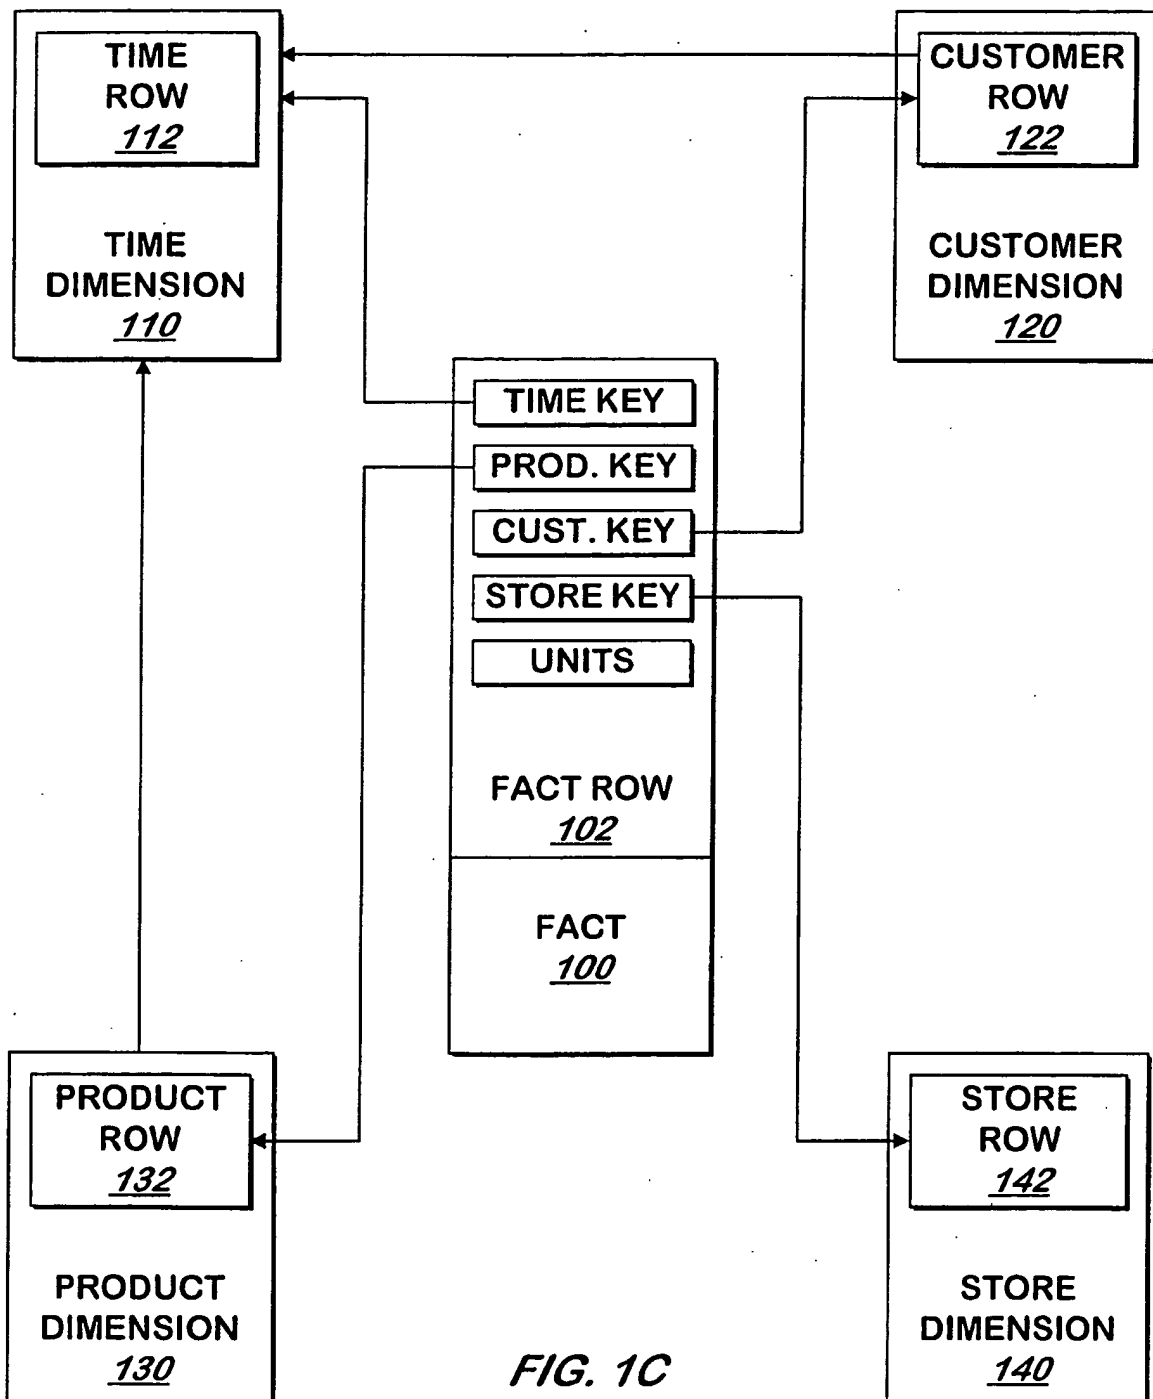 TIME
ROW
112
TIME
DIMENSION
110
CUSTOMER
ROW
122
CUSTOMER
DIMENSION
120
TIME KEY
PROD. KEY
CUST. KEY
STORE KEY
UNITS
FACT ROW
102
FACT
100
PRODUCT
ROW
132
PRODUCT
DIMENSION
130
STORE
ROW
142
STORE
DIMENSION
140
FIG. 1C